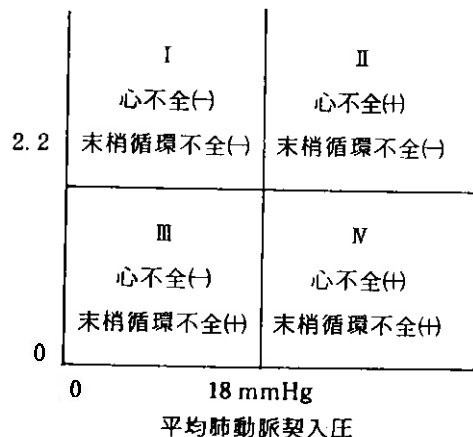 I
心不全(−)
末梢循環不全(−)
II
心不全(+)
末梢循環不全(−)
2.2
III
心不全(−)
末梢循環不全(+)
IV
心不全(+)
末梢循環不全(+)
0
0
18 mmHg
平均肺動脈契入圧